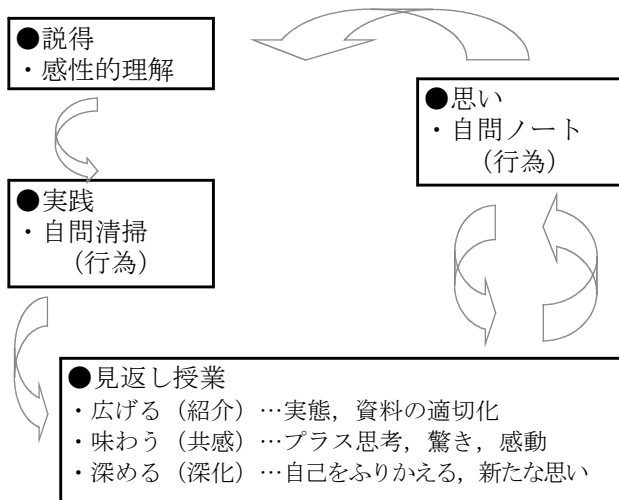 ●説得
・感性的理解
●思い
・自問ノート
（行為）
●実践
・自問清掃
（行為）
●見返し授業
・広げる（紹介）…実態，資料の適切化
・味わう（共感）…プラス思考，驚き，感動
・深める（深化）…自己をふりかえる，新たな思い